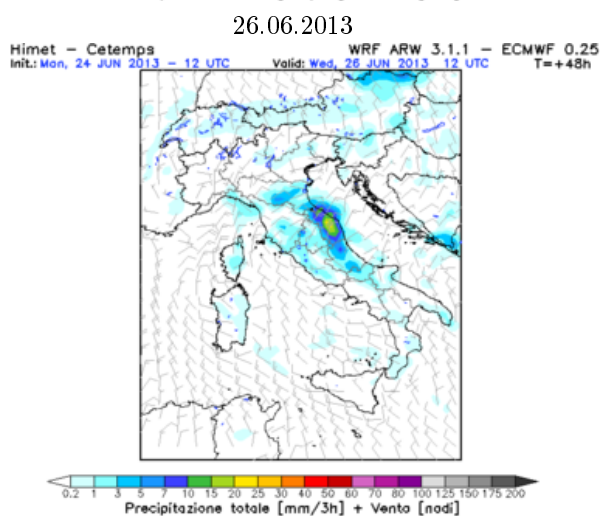 26.06.2013
Himet - Cetemps WRF ARW 3.1.1 - ECMWF 0.25
Init.: Mon, 24 JUN 2013 - 12 UTC Valid: Wed, 26 JUN 2013 12 UTC T=+48h
0.2 1 3 5 7 10 15 20 25 30 40 50 60 70 80 100 125 150 175 200
Precipitazione totale [mm/3h] + Vento [nodi]